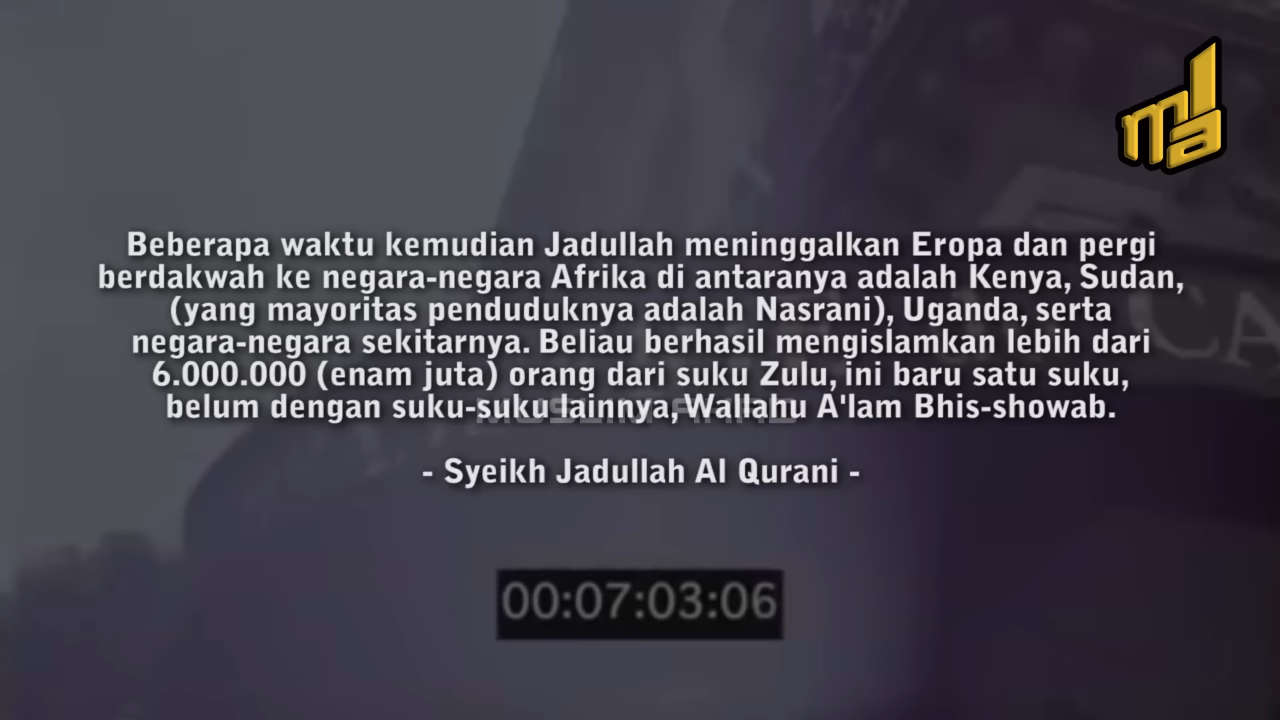 mla
Beberapa waktu kemudian Jadullah meninggalkan Eropa dan pergi
berdakwah ke negara-negara Afrika di antaranya adalah Kenya, Sudan,
(yang mayoritas penduduknya adalah Nasrani), Uganda, serta
negara-negara sekitarnya. Beliau berhasil mengislamkan lebih dari
6.000.000 (enam juta) orang dari suku Zulu, ini baru satu suku,
belum dengan suku-suku lainnya, Wallahu A'lam Bhis-showab.
- Syeikh Jadullah Al Qurani -
00:07:03:06